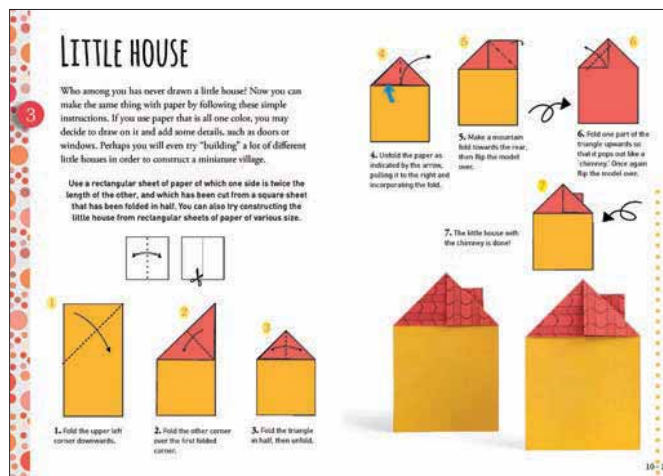 LITTLE HOUSE
3
Who among you has never drawn a little house? Now you can
make the same thing with paper by following these simple
instructions. If you use paper that is all one color, you may
decide to draw on it and add some details, such as doors or
windows. Perhaps you will even try "building" a lot of different
little houses in order to construct a miniature village.
Use a rectangular sheet of paper of which one side is twice the
length of the other, and which has been cut from a square sheet
that has been folded in half. You can also try constructing the
little house from rectangular sheets of paper of various size.
1
1. Fold the upper left
corner downwards.
2
2. Fold the other corner
over the first folded
corner.
3
3. Fold the triangle
in half, then unfold.
4
4. Unfold the paper as
indicated by the arrow,
pulling it to the right and
incorporating the fold.
5
5. Make a mountain
fold towards the rear,
then flip the model
over.
6
6. Fold one part of the
triangle upwards so
that it pops out like a
'chimney.' Once again
flip the model over.
7
7. The little house with
the chimney is done!